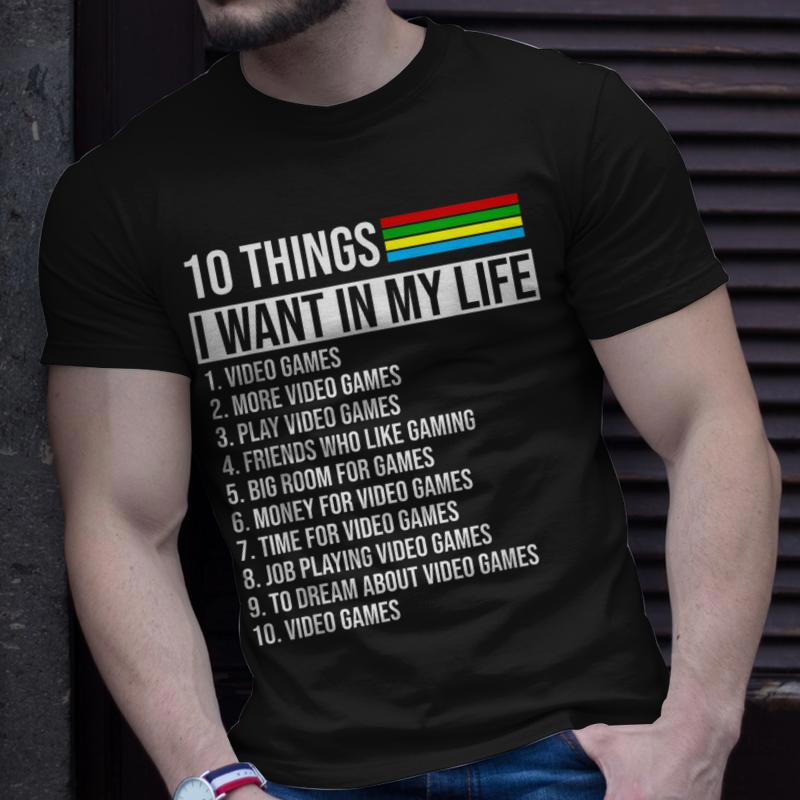 10 THINGS
I WANT IN MY LIFE
1. VIDEO GAMES
2. MORE VIDEO GAMES
3. PLAY VIDEO GAMES
4. FRIENDS WHO LIKE GAMING
5. BIG ROOM FOR GAMES
6. MONEY FOR VIDEO GAMES
7. TIME FOR VIDEO GAMES
8. JOB PLAYING VIDEO GAMES
9. TO DREAM ABOUT VIDEO GAMES
10. VIDEO GAMES